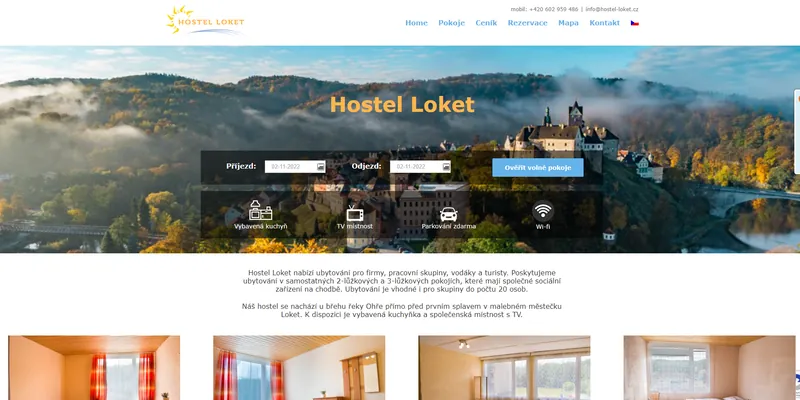 mobil: +420 602 959 486 | info@hostel-loket.cz
HOSTEL LOKET
Home Pokoje Ceník Rezervace Mapa Kontakt
Hostel Loket
Příjezd: 02-11-2022 Odjezd: 02-11-2022 Ověřit volné pokoje
Vybavená kuchyň TV místnost Parkování zdarma Wi-fi
Hostel Loket nabízí ubytování pro firmy, pracovní skupiny, vodáky a turisty. Poskytujeme
ubytování v samostatných 2-lůžkových a 3-lůžkových pokojích, které mají společné sociální
zařízení na chodbě. Ubytování je vhodné i pro skupiny do počtu 20 osob.
Náš hostel se nachází u břehu řeky Ohře přímo před prvním splavem v malebném městečku
Loket. K dispozici je vybavená kuchyňka a společenská místnost s TV.